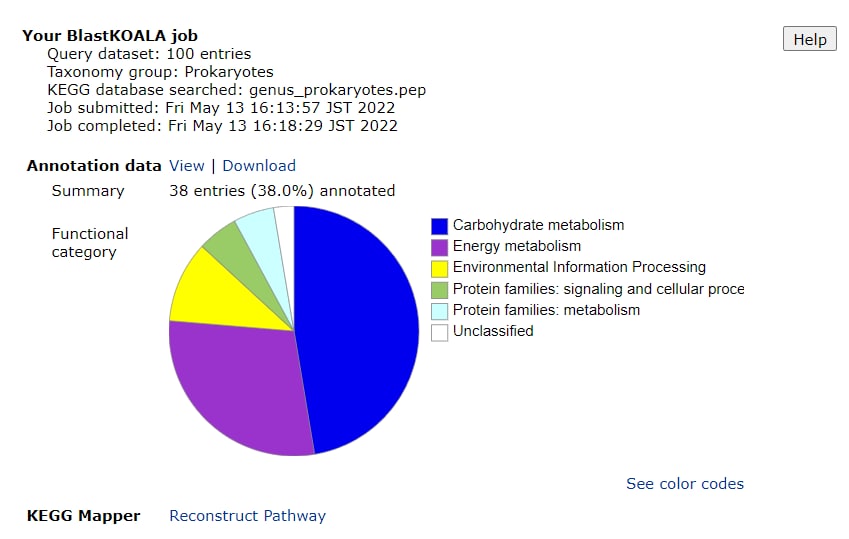 Your BlastKOALA job
Help
Query dataset: 100 entries
Taxonomy group: Prokaryotes
KEGG database searched: genus_prokaryotes.pep
Job submitted: Fri May 13 16:13:57 JST 2022
Job completed: Fri May 13 16:18:29 JST 2022
Annotation data View | Download
Summary 38 entries (38.0%) annotated
Functional category
Carbohydrate metabolism
Energy metabolism
Environmental Information Processing
Protein families: signaling and cellular proce
Protein families: metabolism
Unclassified
See color codes
KEGG Mapper Reconstruct Pathway